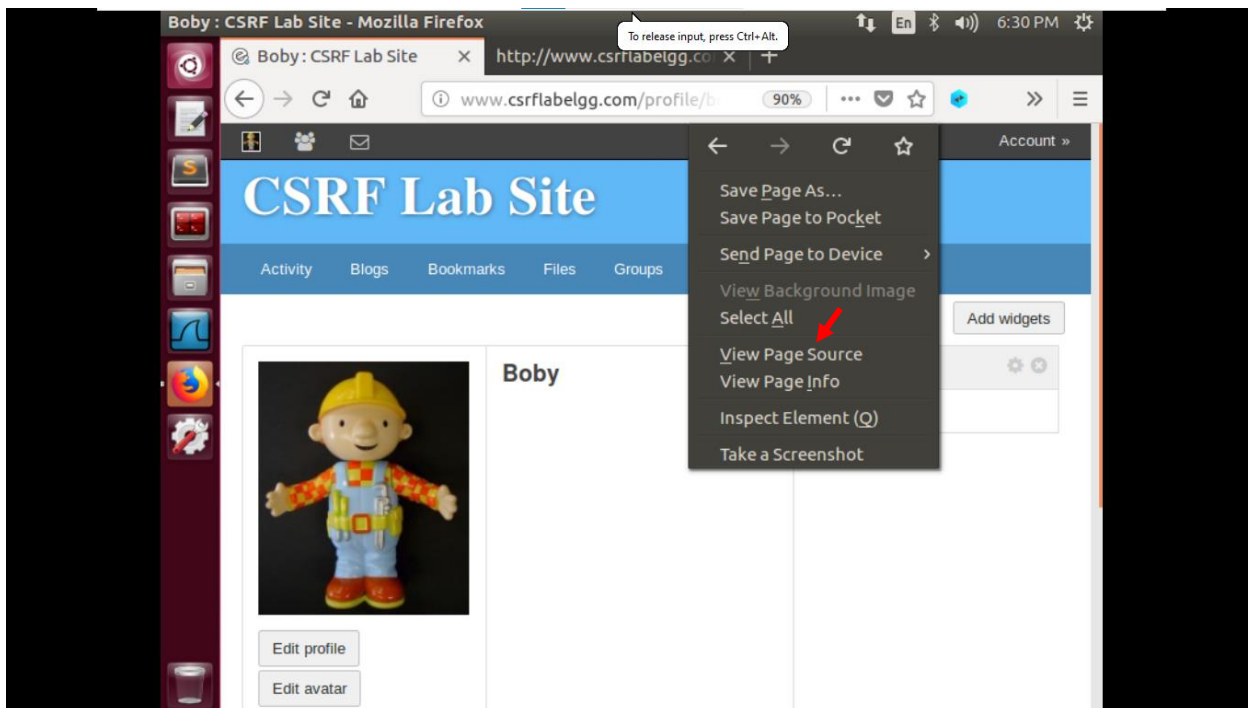 Boby : CSRF Lab Site - Mozilla Firefox
To release input, press Ctrl+Alt.
En
6:30 PM
Boby : CSRF Lab Site
http://www.csrflabelgg.co
www.csrflabelgg.com/profile/b
90%
Account »
CSRF Lab Site
Save Page As...
Save Page to Pocket
Activity Blogs Bookmarks Files Groups
Send Page to Device
View Background Image
Select All
Add widgets
View Page Source
Boby
View Page Info
Inspect Element (Q)
Take a Screenshot
Edit profile
Edit avatar